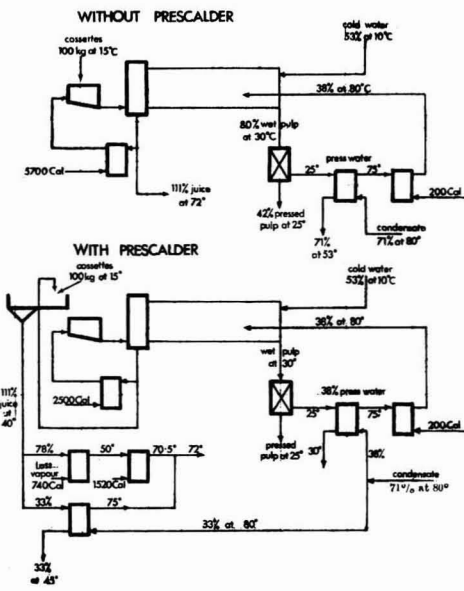 WITHOUT PRESCALDER
cossettes
100 kg at 15℃
cold water
53% at 10℃
38% at 80℃
80% wet pulp
at 30℃
5700 Cal
111% juice
at 72°
25°
press water
75°
200 Cal
42% pressed
pulp at 25°
71%
at 53°
condensate
71% at 80°
WITH PRESCALDER
cossettes
100kg at 15°
cold water
53% at 10℃
38% at 80°
wet pulp
at 30°
111%
juice
at
40°
2500 Cal
38% press water
25°
75°
200 Cal
pressed
pulp at 25°
30°
38%
78%
50°
70·5°
72°
Loss...
vapour
740 Cal
1520 Cal
condensate
71% at 80°
33%
75°
33% at 80°
33%
at 45°